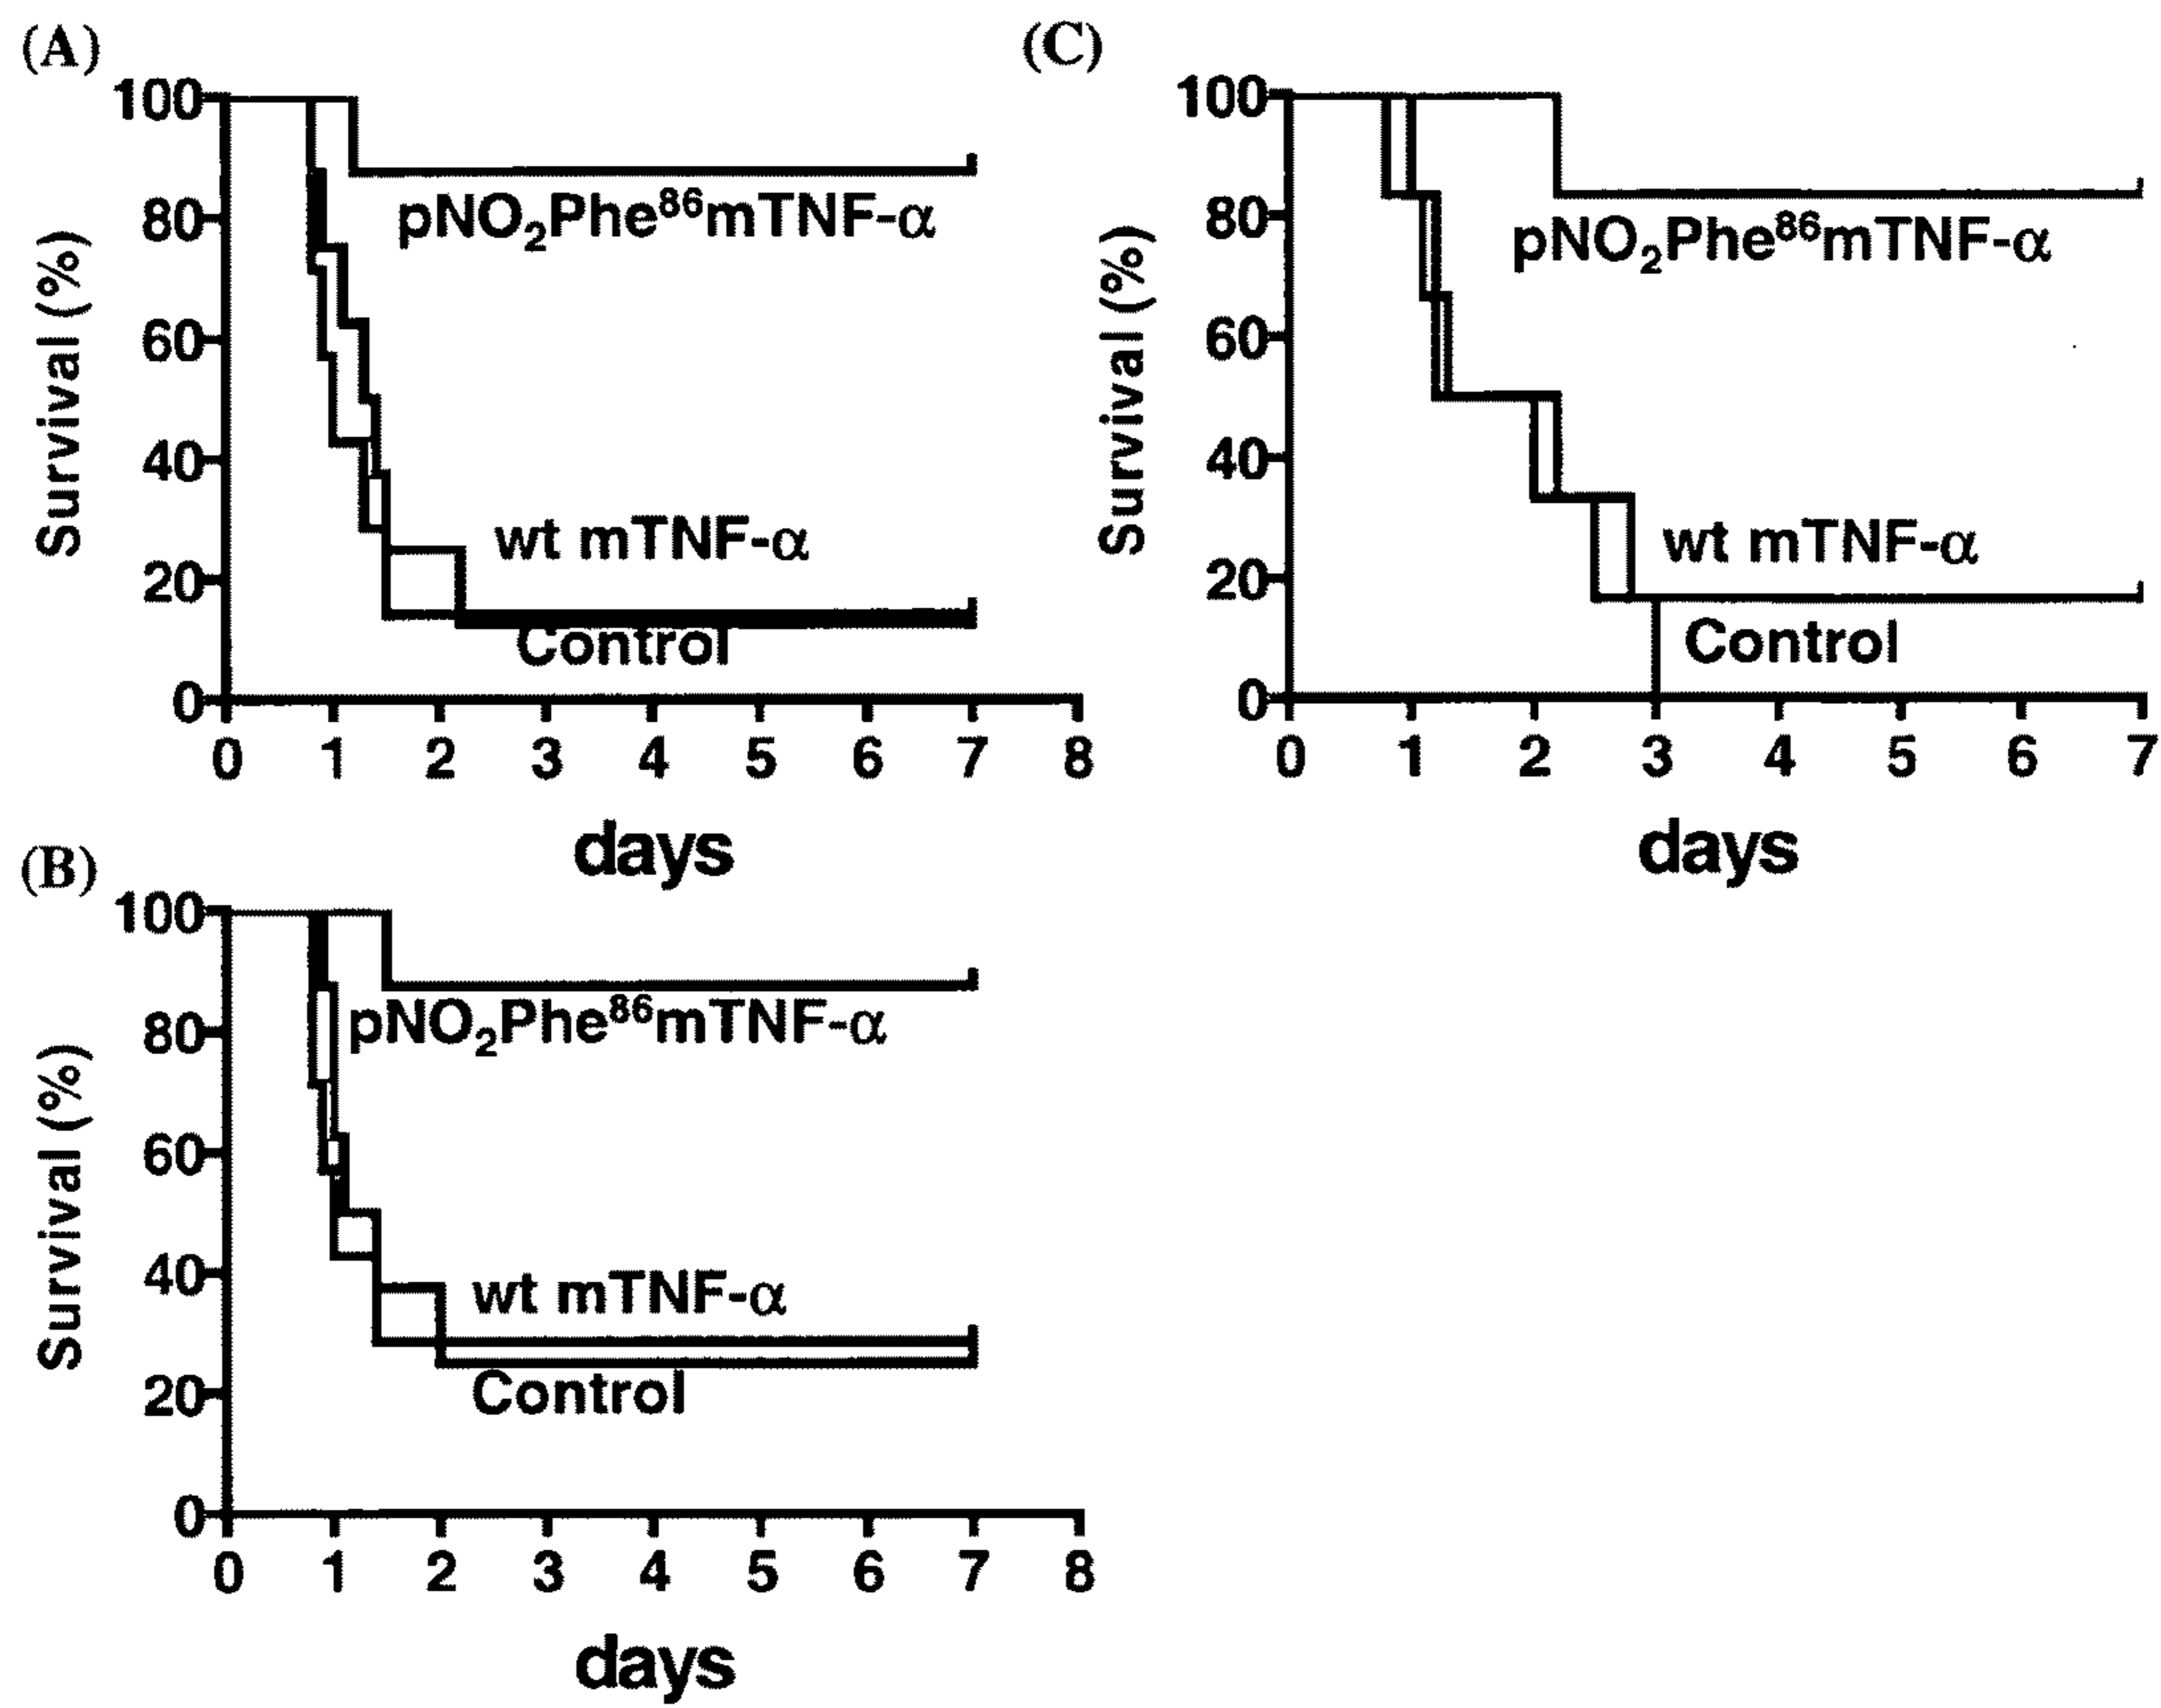 (A)
100
80
60
40
20
0
Survival (%)
pNO₂Phe⁸⁶mTNF-α
wt mTNF-α
Control
0 1 2 3 4 5 6 7 8
days
(B)
100
80
60
40
20
0
Survival (%)
pNO₂Phe⁸⁶mTNF-α
wt mTNF-α
Control
0 1 2 3 4 5 6 7 8
days
(C)
100
80
60
40
20
0
Survival (%)
pNO₂Phe⁸⁶mTNF-α
wt mTNF-α
Control
0 1 2 3 4 5 6 7
days